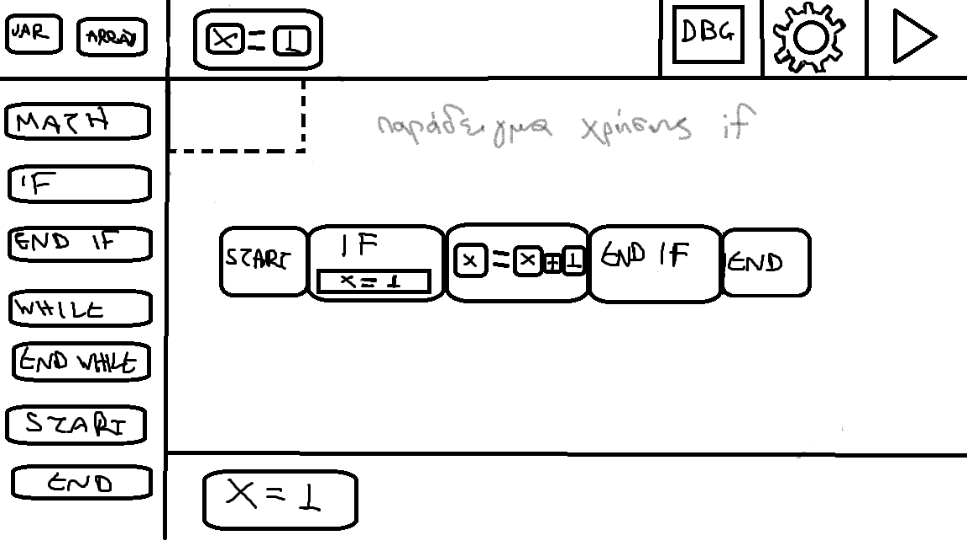 VAR ARRAY
X = 1
DBG
MATH
IF
END IF
WHILE
END WHILE
START
END
παράδειγμα χρήσης if
START
IF
x = 1
x = x + 1
END IF
END
X = 1